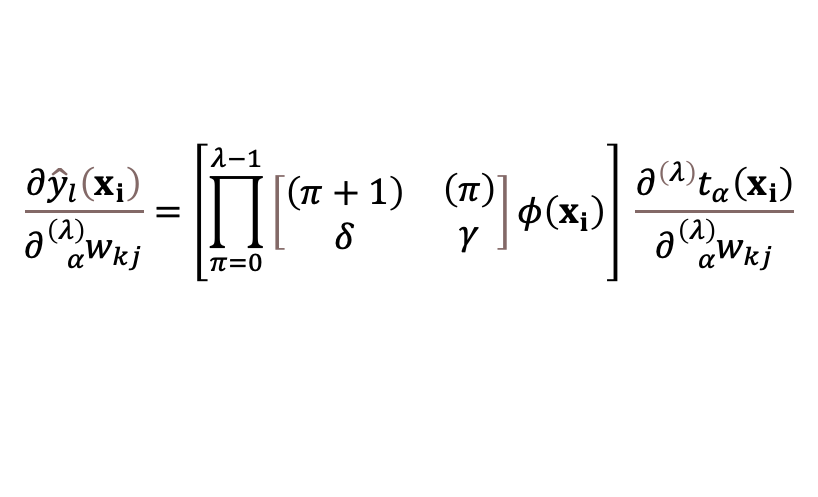 ∂ŷ_l(𝐱_𝐢)/∂^{(λ)}_α w_{kj} = [∏_{π=0}^{λ−1} [(π + 1) (π) ; δ γ] ϕ(𝐱_𝐢)] ∂^{(λ)}t_α(𝐱_𝐢)/∂^{(λ)}_α w_{kj}